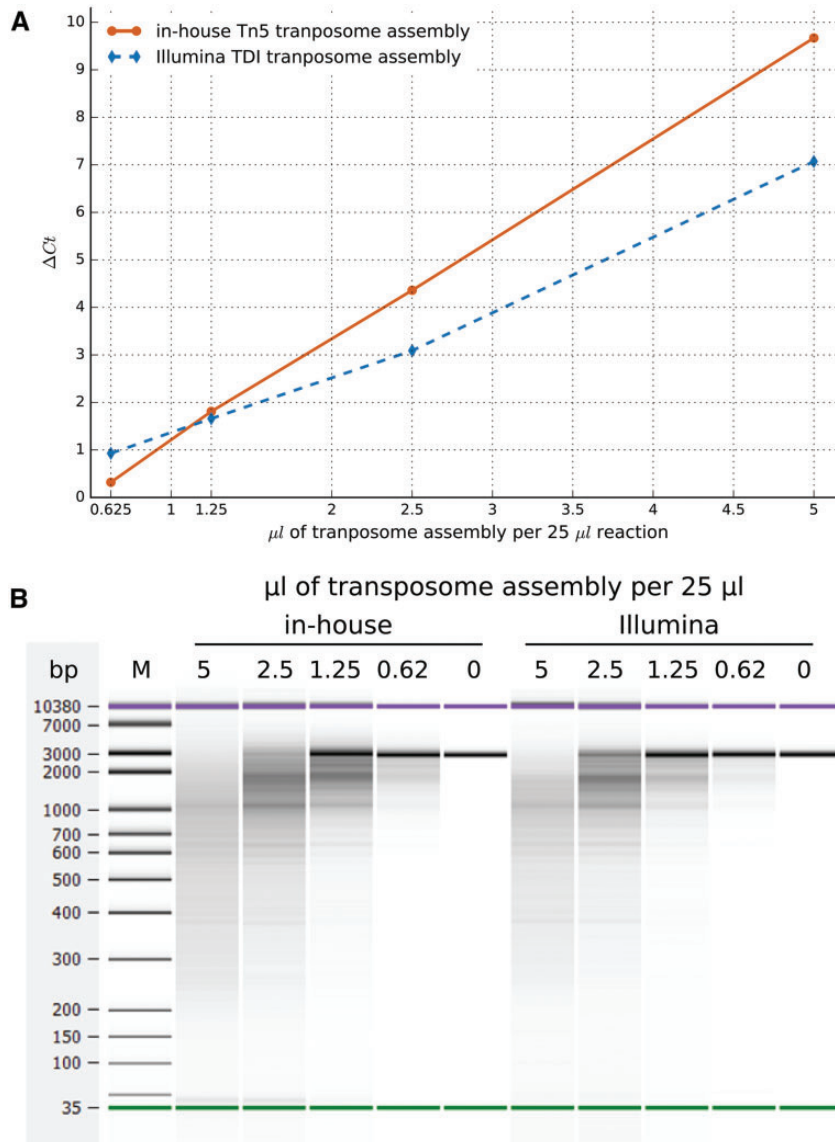 A
in-house Tn5 tranposome assembly
Illumina TDI tranposome assembly
10
9
8
7
6
5
4
3
2
1
0
ΔCt
0.625 1 1.25 2 2.5 3 3.5 4 4.5 5
μl of tranposome assembly per 25 μl reaction
B
μl of transposome assembly per 25 μl
in-house Illumina
bp M 5 2.5 1.25 0.62 0 5 2.5 1.25 0.62 0
10380
7000
3000
2000
1000
700
600
500
400
300
200
150
100
35